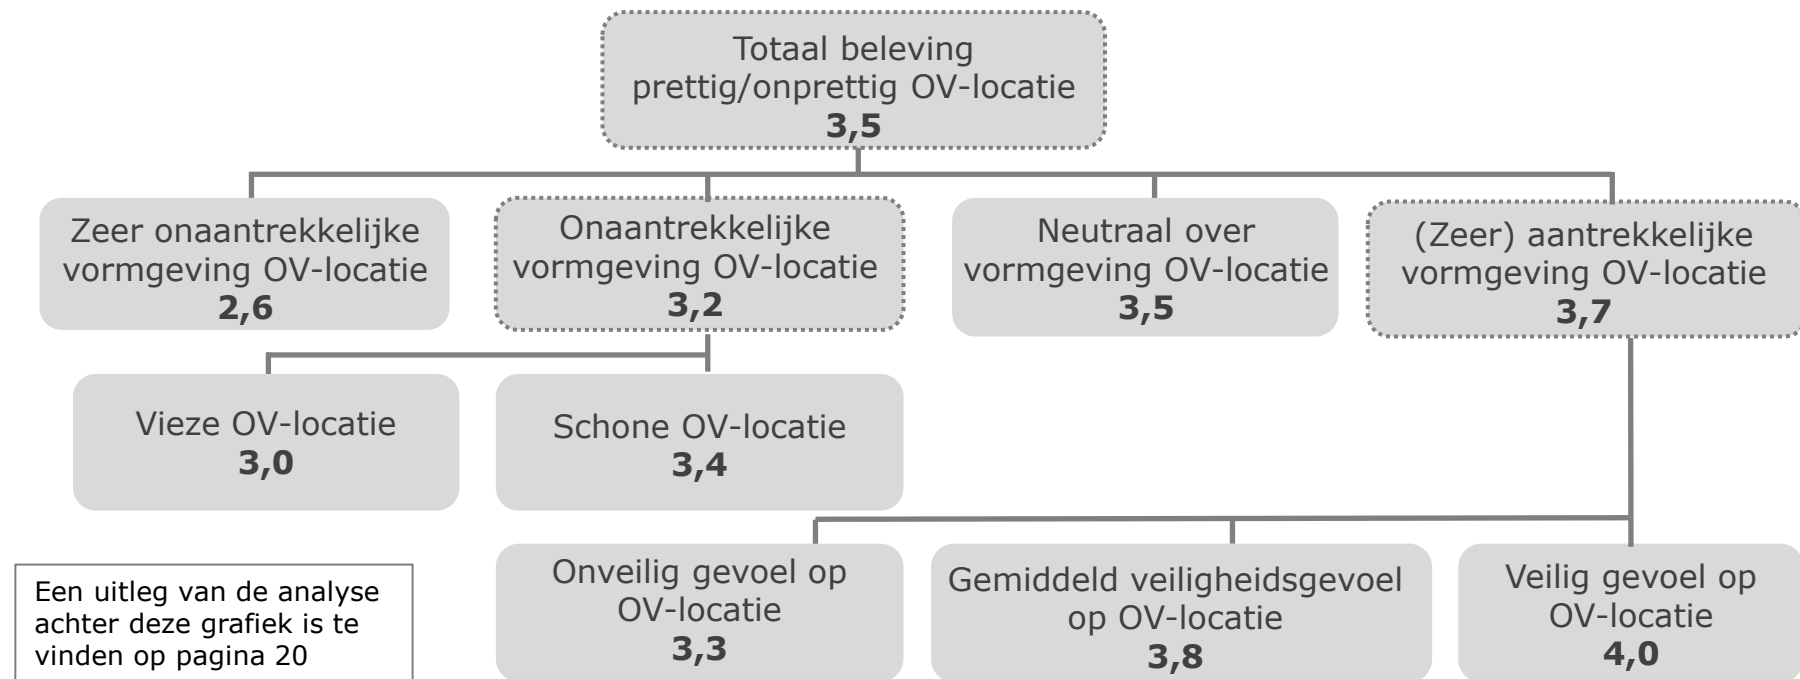 Totaal beleving
prettig/onprettig OV-locatie
3,5
Zeer onaantrekkelijke
vormgeving OV-locatie
2,6
Onaantrekkelijke
vormgeving OV-locatie
3,2
Neutraal over
vormgeving OV-locatie
3,5
(Zeer) aantrekkelijke
vormgeving OV-locatie
3,7
Vieze OV-locatie
3,0
Schone OV-locatie
3,4
Onveilig gevoel op
OV-locatie
3,3
Gemiddeld veiligheidsgevoel
op OV-locatie
3,8
Veilig gevoel op
OV-locatie
4,0
Een uitleg van de analyse
achter deze grafiek is te
vinden op pagina 20